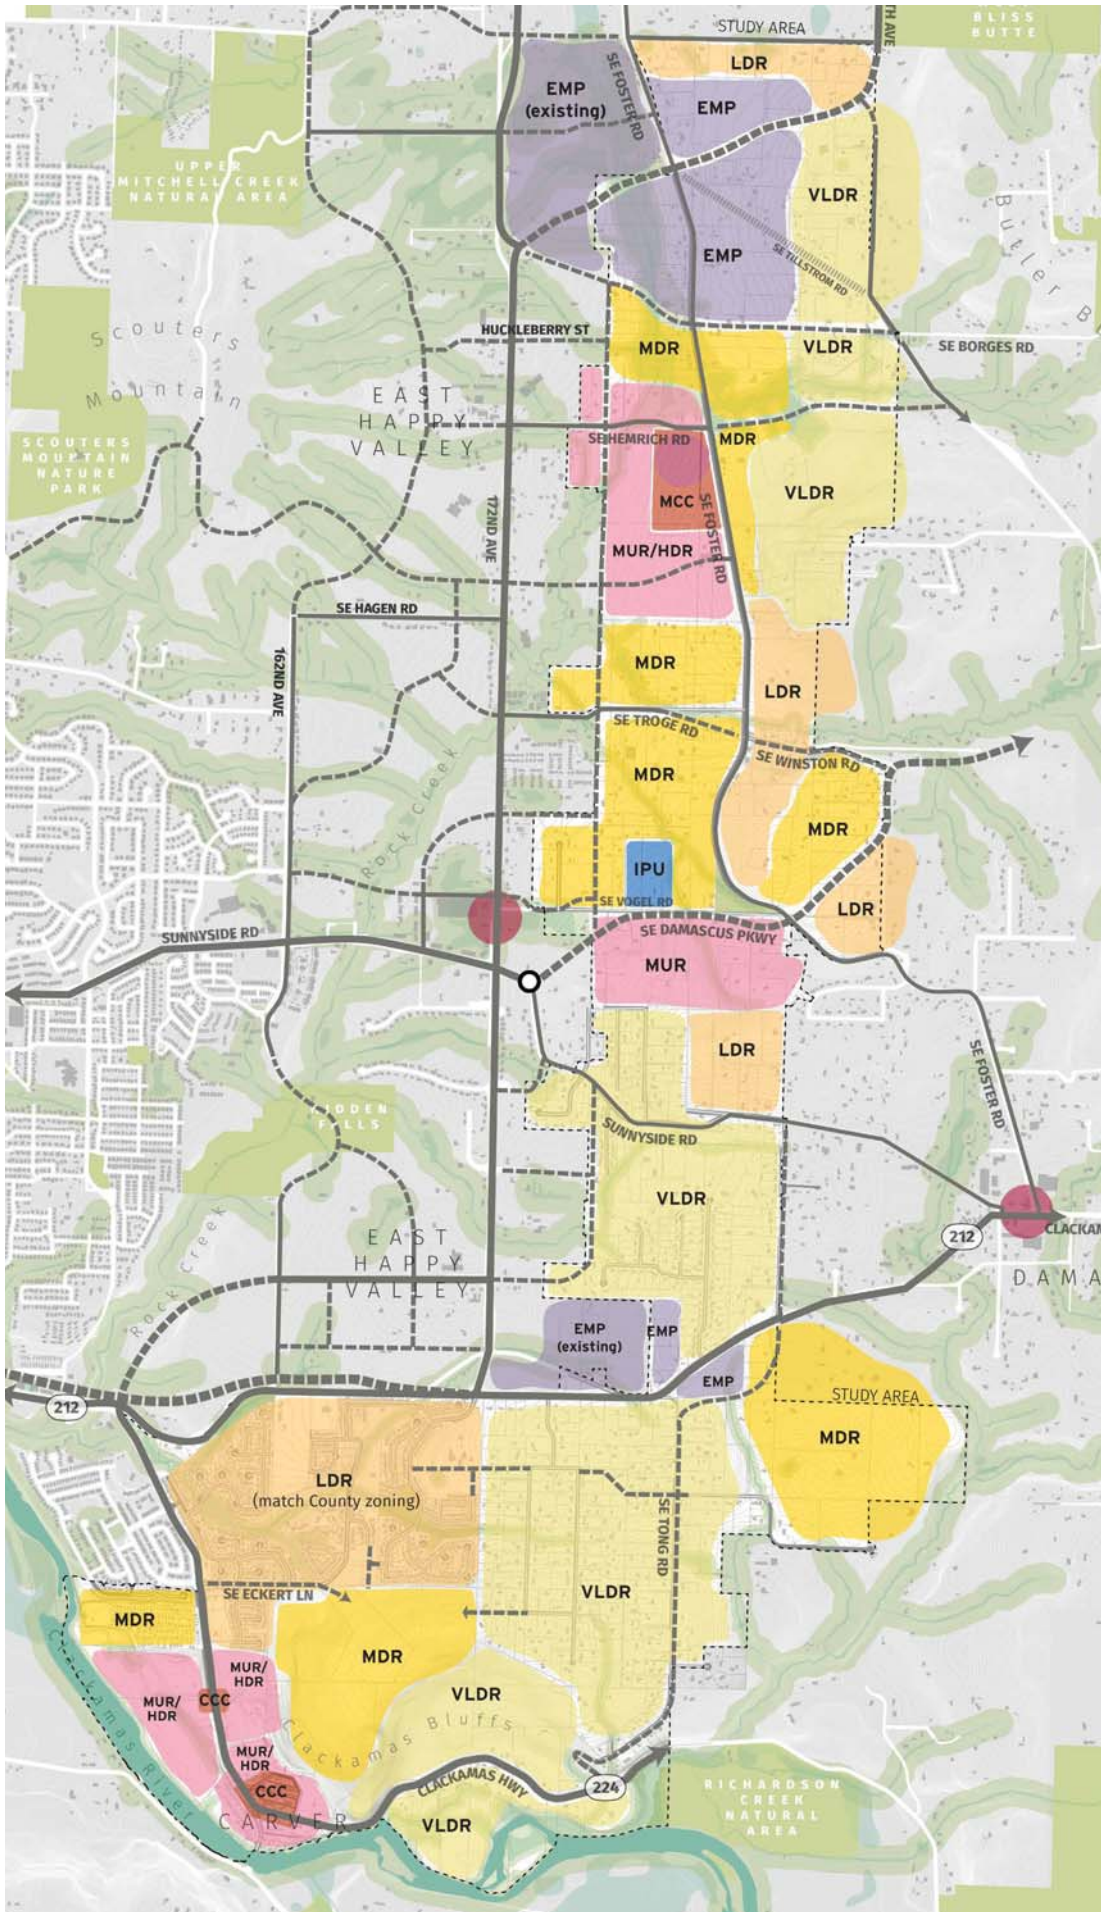 BLISS
BUTTE
STUDY AREA
TH AVE
LDR
SE FOSTER RD
EMP
(existing)
EMP
UPPER
MITCHELL CREEK
NATURAL AREA
VLDR
EMP
SE TILLSTROM RD
Butler B
HUCKLEBERRY ST
MDR
VLDR
SE BORGES RD
Scouters
Mountain
EAST
HAPPY
VALLEY
SCOUTERS
MOUNTAIN
NATURE
PARK
SE HEMRICH RD
MDR
VLDR
MCC
172ND AVE
SE FOSTER RD
MUR/HDR
SE HAGEN RD
162ND AVE
MDR
LDR
SE TROGE RD
SE WINSTON RD
MDR
MDR
Rock Creek
IPU
SE VOGEL RD
LDR
SUNNYSIDE RD
SE DAMASCUS PKWY
MUR
LDR
SE FOSTER RD
HIDDEN
FALLS
SUNNYSIDE RD
VLDR
212
CLACKAM
DAMA
EAST
HAPPY
VALLEY
Rock Creek
EMP
(existing)
EMP
EMP
212
STUDY AREA
MDR
LDR
(match County zoning)
SE TONG RD
SE ECKERT LN
VLDR
MDR
MDR
MUR/
HDR
MUR/
HDR
CCC
VLDR
Clackamas Bluffs
Clackamas River
MUR/
HDR
CCC
CLACKAMAS HWY
224
CARVER
VLDR
RICHARDSON
CREEK
NATURAL
AREA